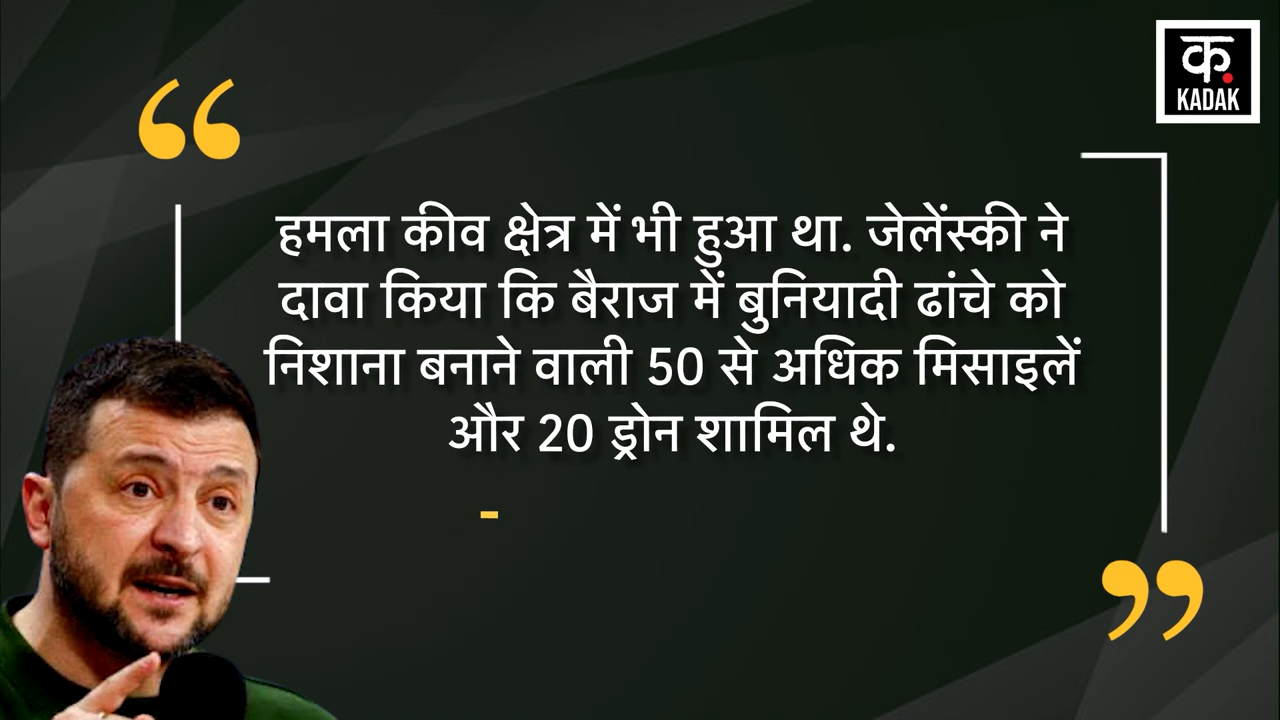 क.
KADAK
हमला कीव क्षेत्र में भी हुआ था. जेलेंस्की ने
दावा किया कि बैराज में बुनियादी ढांचे को
निशाना बनाने वाली 50 से अधिक मिसाइलें
और 20 ड्रोन शामिल थे.